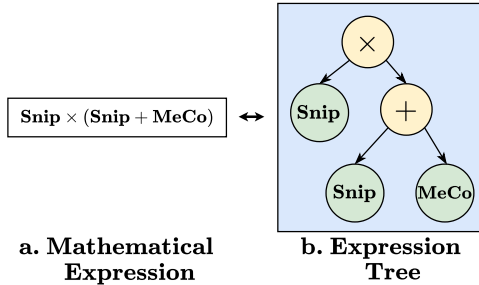 ×
Snip
+
Snip × (Snip + MeCo)
Snip
MeCo
a. Mathematical
Expression
b. Expression
Tree